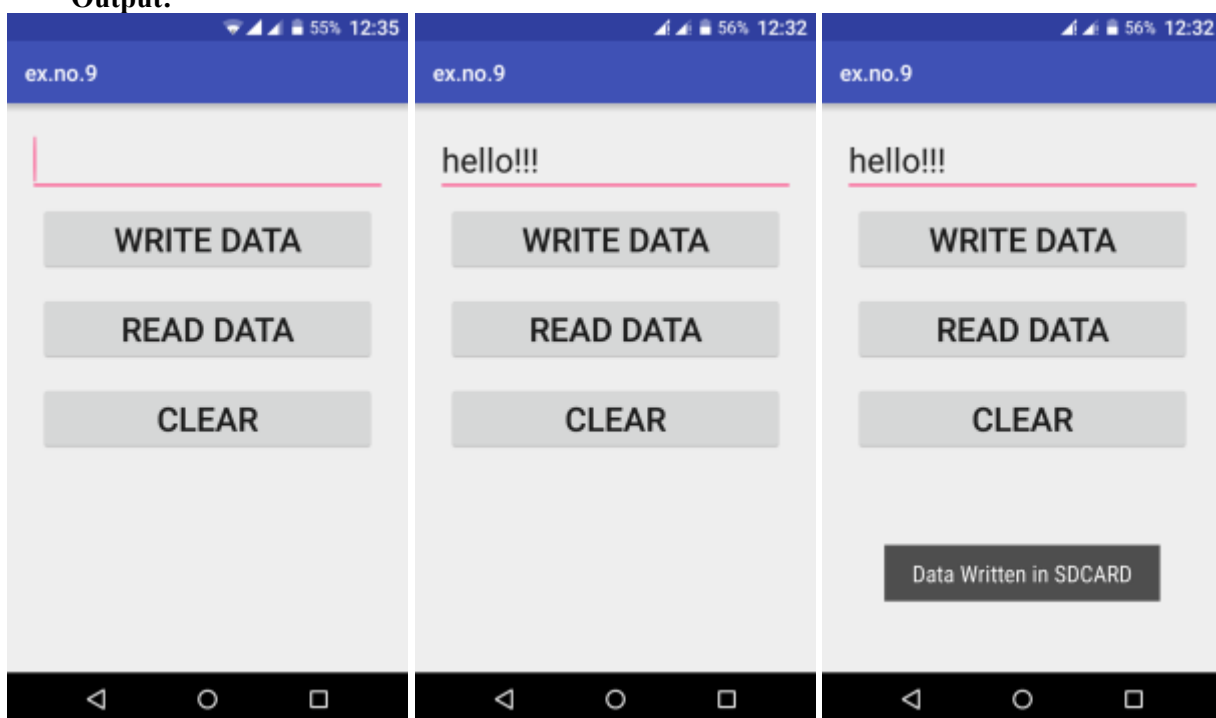 Output:
55% 12:35
ex.no.9
WRITE DATA
READ DATA
CLEAR
56% 12:32
ex.no.9
hello!!!
WRITE DATA
READ DATA
CLEAR
56% 12:32
ex.no.9
hello!!!
WRITE DATA
READ DATA
CLEAR
Data Written in SDCARD